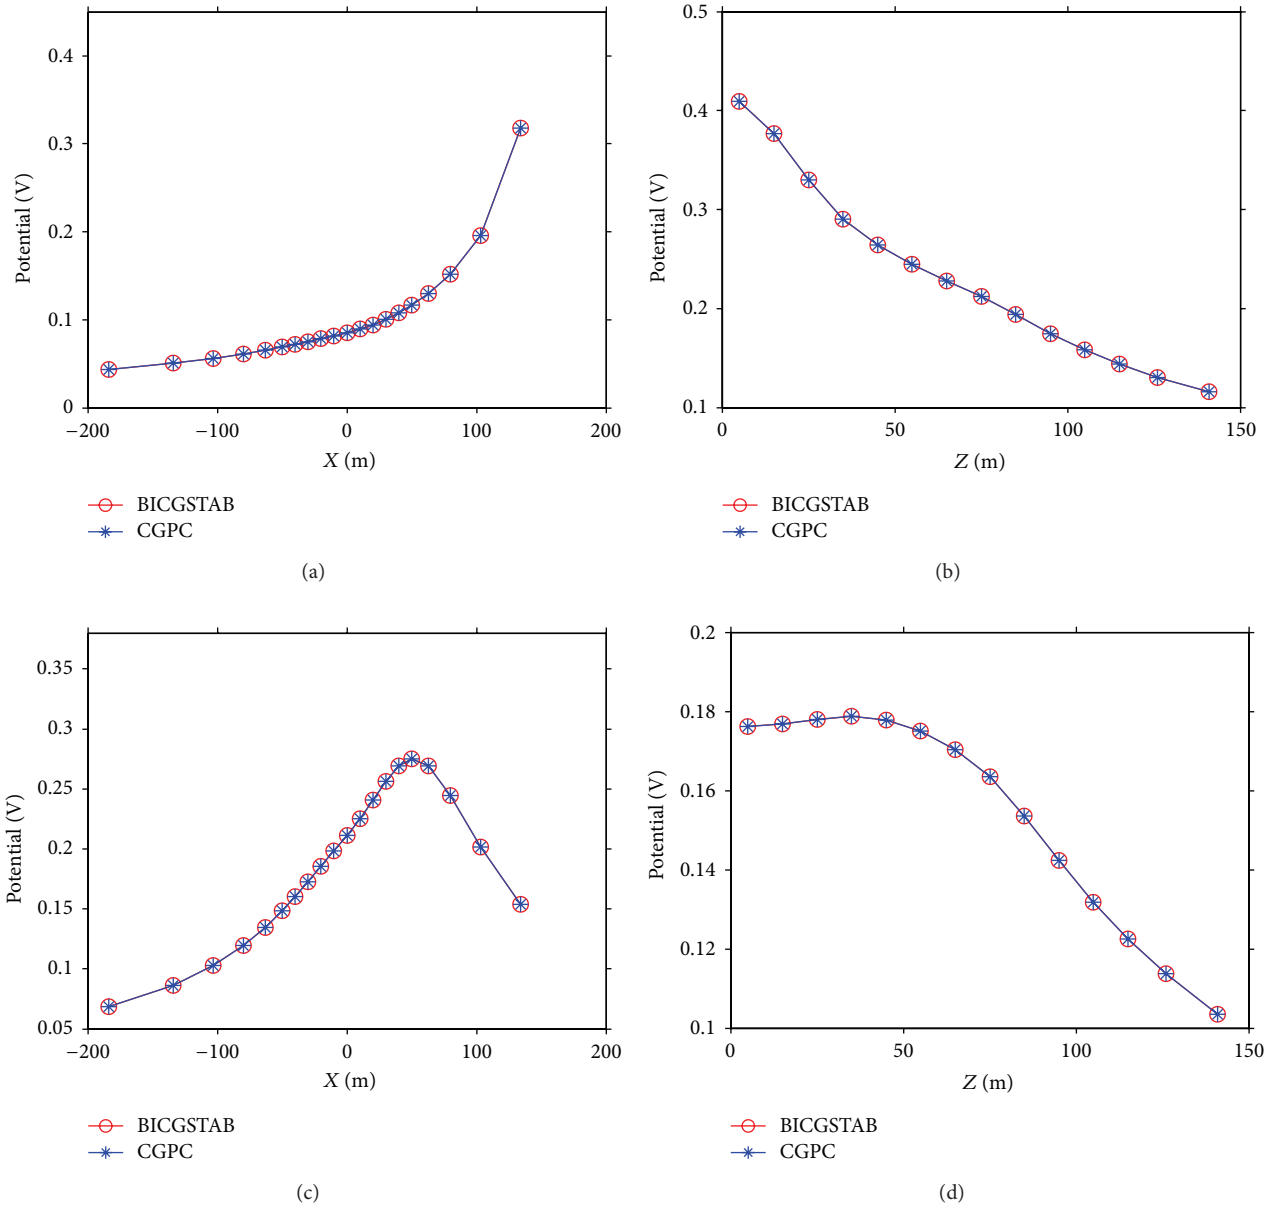 0.4
0.3
0.2
0.1
0
Potential (V)
−200 −100 0 100 200
X (m)
BICGSTAB
CGPC
(a)
0.5
0.4
0.3
0.2
0.1
Potential (V)
0 50 100 150
Z (m)
BICGSTAB
CGPC
(b)
0.35
0.3
0.25
0.2
0.15
0.1
0.05
Potential (V)
−200 −100 0 100 200
X (m)
BICGSTAB
CGPC
(c)
0.2
0.18
0.16
0.14
0.12
0.1
Potential (V)
0 50 100 150
Z (m)
BICGSTAB
CGPC
(d)